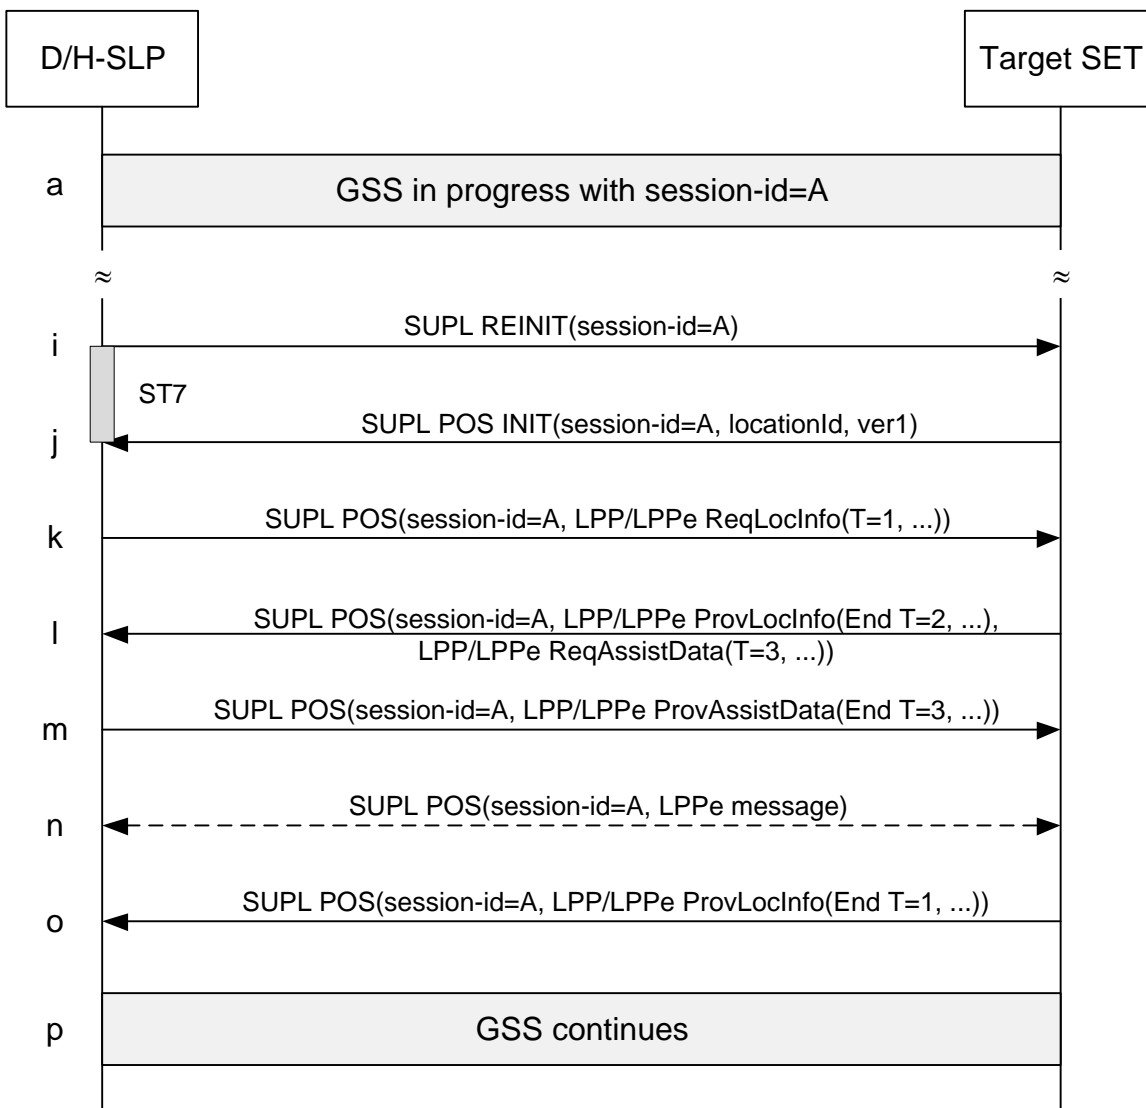 D/H-SLP
Target SET
a
GSS in progress with session-id=A
≈
≈
SUPL REINIT(session-id=A)
i
ST7
SUPL POS INIT(session-id=A, locationId, ver1)
j
SUPL POS(session-id=A, LPP/LPPe ReqLocInfo(T=1, ...))
k
SUPL POS(session-id=A, LPP/LPPe ProvLocInfo(End T=2, ...),
l
LPP/LPPe ReqAssistData(T=3, ...))
SUPL POS(session-id=A, LPP/LPPe ProvAssistData(End T=3, ...))
m
SUPL POS(session-id=A, LPPe message)
n
SUPL POS(session-id=A, LPP/LPPe ProvLocInfo(End T=1, ...))
o
p
GSS continues